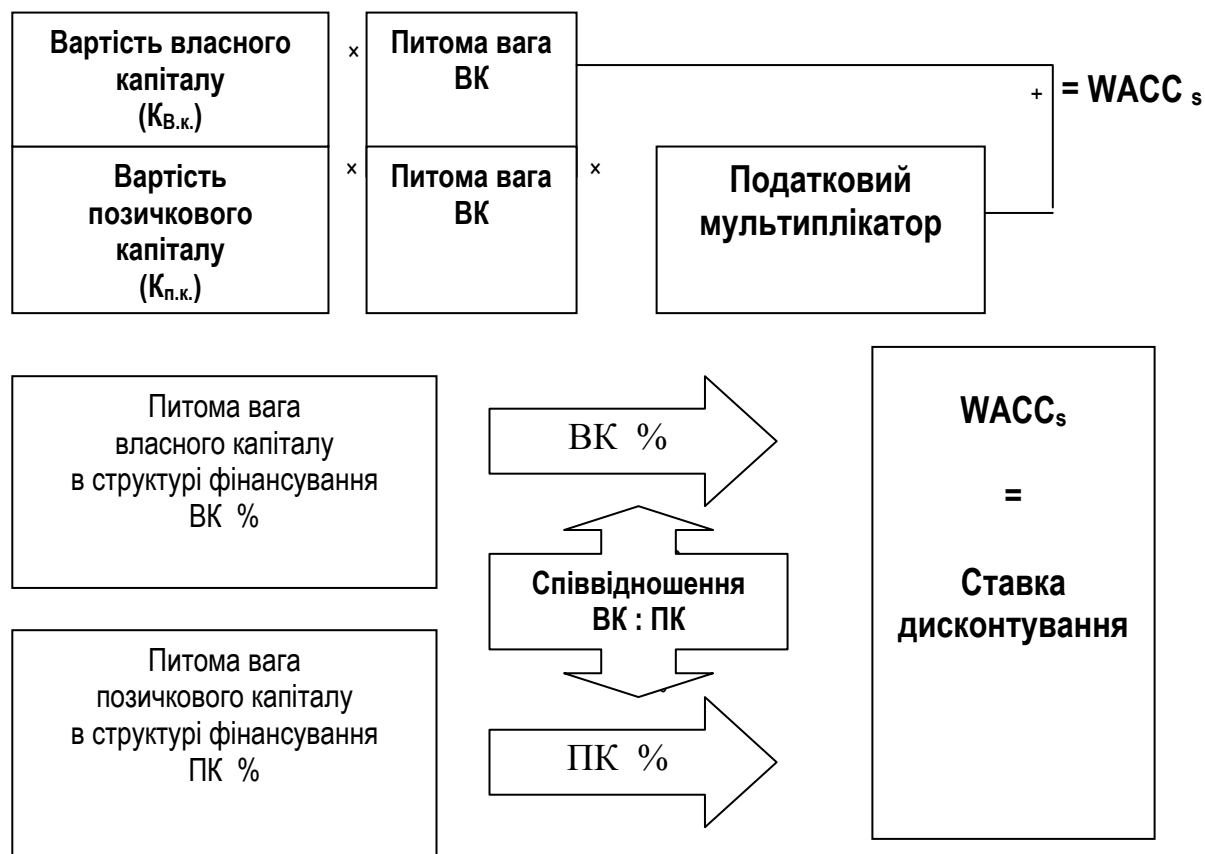 Вартість власного
капіталу
(Кв.к.)
×
Питома вага
ВК
+
= WACC s
Вартість
позичкового
капіталу
(Кп.к.)
×
Питома вага
ВК
×
Податковий
мультиплікатор
Питома вага
власного капіталу
в структурі фінансування
ВК %
ВК %
Співвідношення
ВК : ПК
Питома вага
позичкового капіталу
в структурі фінансування
ПК %
ПК %
WACCs
=
Ставка
дисконтування